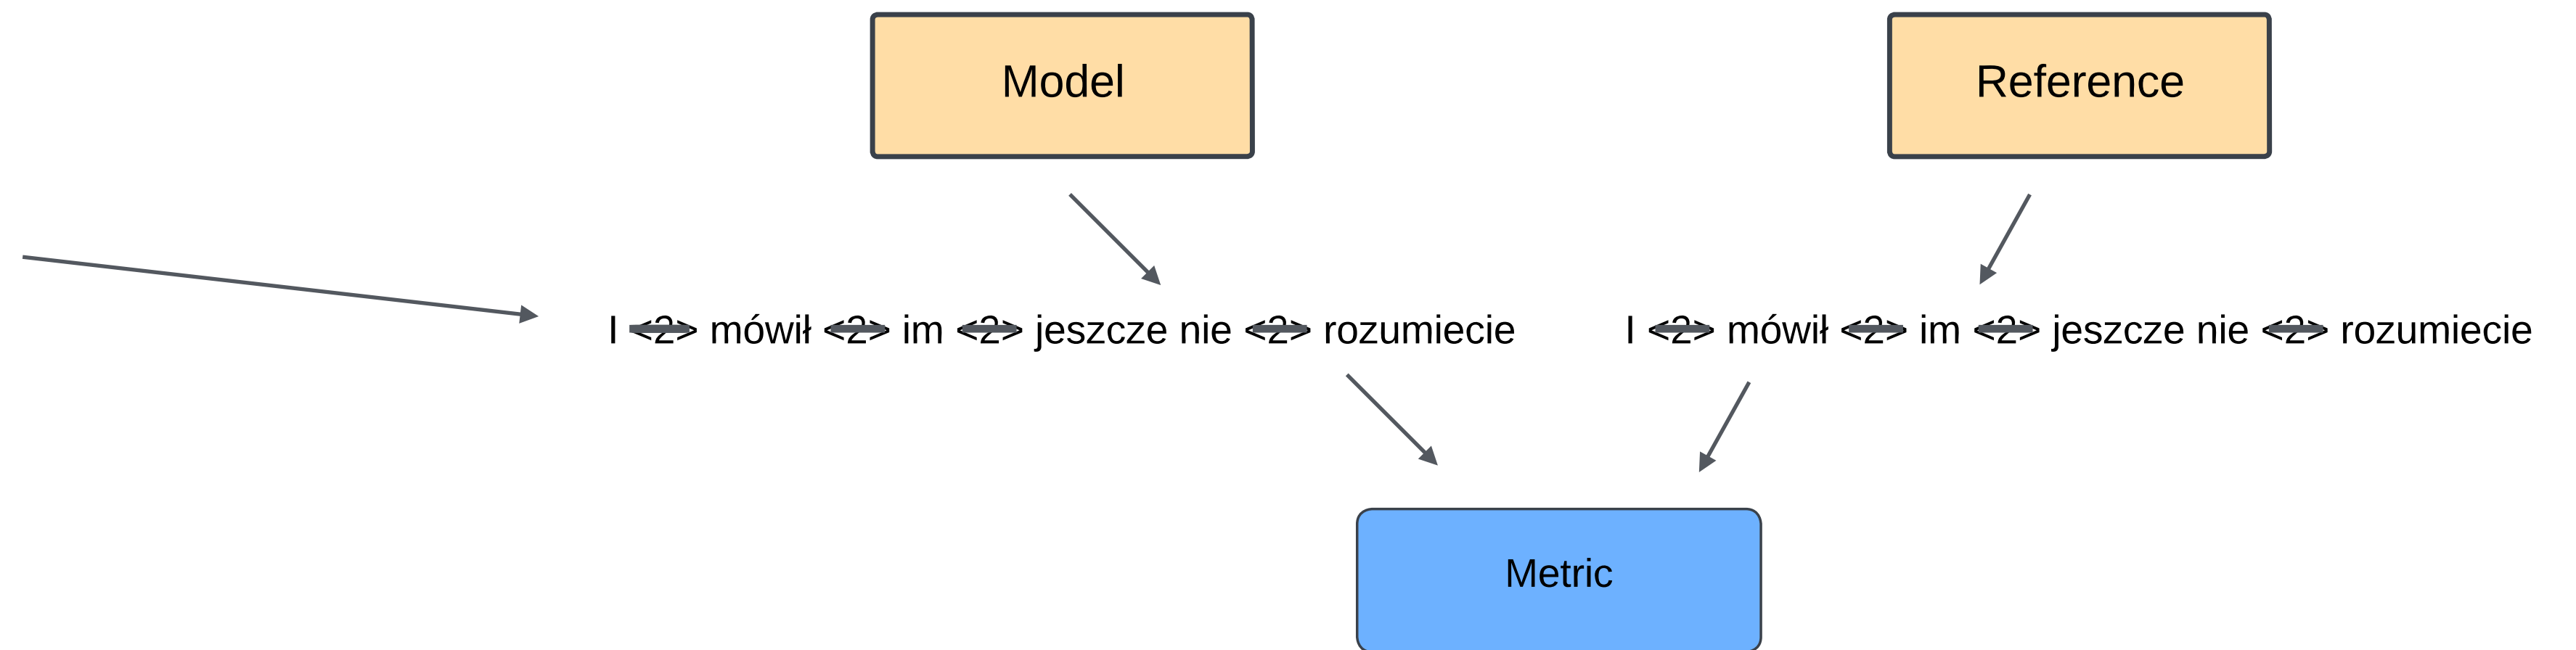 Model
Reference
I <2> mówił <2> im <2> jeszcze nie <2> rozumiecie
I <2> mówił <2> im <2> jeszcze nie <2> rozumiecie
Metric